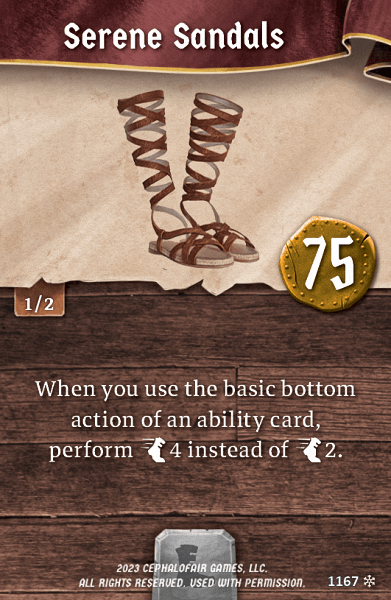 Serene Sandals
75
1/2
When you use the basic bottom
action of an ability card,
perform 4 instead of 2.
2023 CEPHALOFAIR GAMES, LLC.
ALL RIGHTS RESERVED, USED WITH PERMISSION.
1167